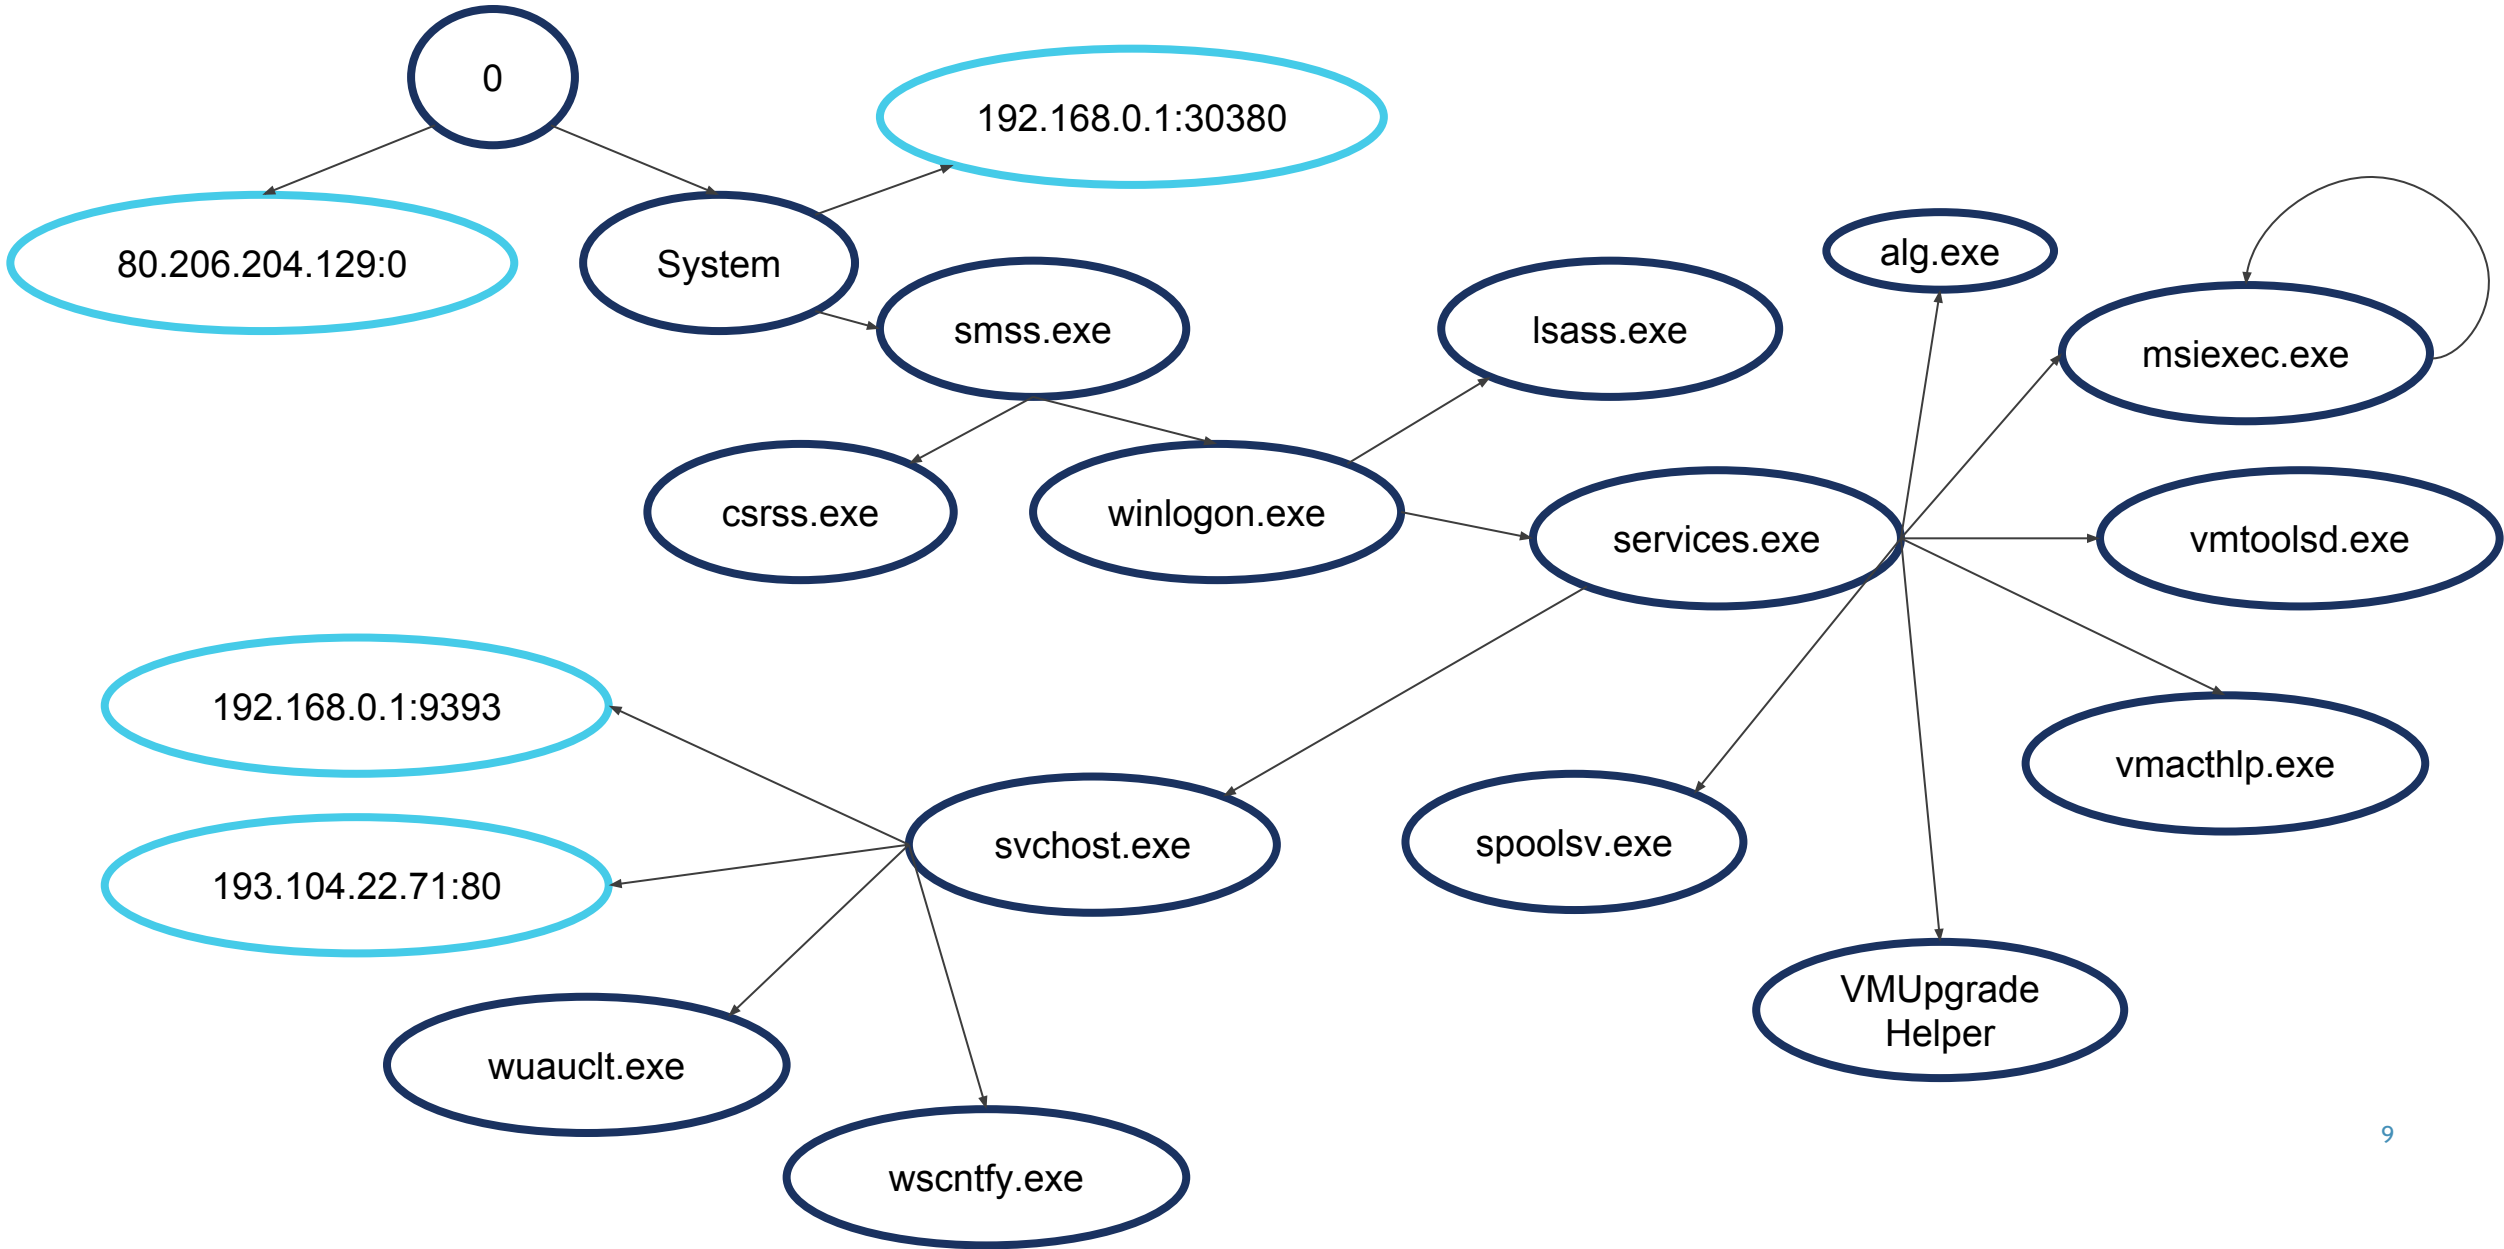 0
192.168.0.1:30380
80.206.204.129:0
System
alg.exe
smss.exe
lsass.exe
msiexec.exe
csrss.exe
winlogon.exe
services.exe
vmtoolsd.exe
192.168.0.1:9393
vmacthlp.exe
svchost.exe
spoolsv.exe
193.104.22.71:80
VMUpgrade
Helper
wuauclt.exe
9
wscntfy.exe